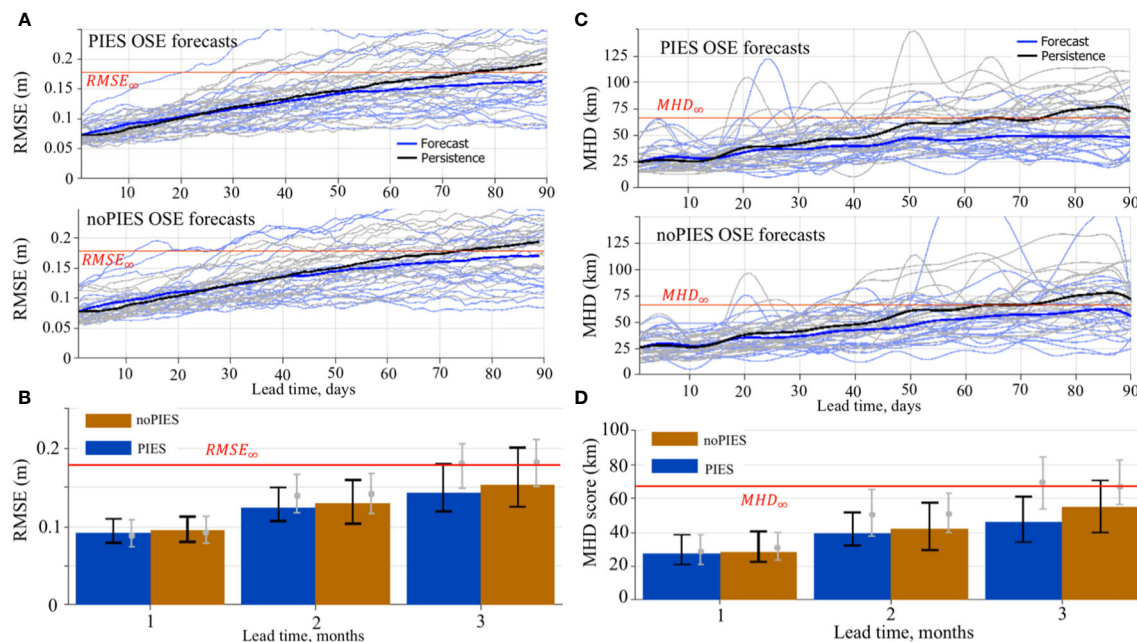 A
PIES OSE forecasts
RMSE∞
Forecast
Persistence
RMSE (m)
0.2
0.15
0.1
0.05
0
10 20 30 40 50 60 70 80 90
noPIES OSE forecasts
RMSE∞
RMSE (m)
0.2
0.15
0.1
0
10 20 30 40 50 60 70 80 90
Lead time, days
B
noPIES
PIES
RMSE∞
RMSE (m)
0.2
0.1
0
1 2 3
Lead time, months
C
PIES OSE forecasts
Forecast
Persistence
MHD∞
MHD (km)
125
100
75
50
25
0
10 20 30 40 50 60 70 80 90
noPIES OSE forecasts
MHD∞
MHD (km)
125
100
75
50
25
0
10 20 30 40 50 60 70 80 90
Lead time, days
D
noPIES
PIES
MHD∞
MHD score (km)
100
80
60
40
20
0
1 2 3
Lead time, months